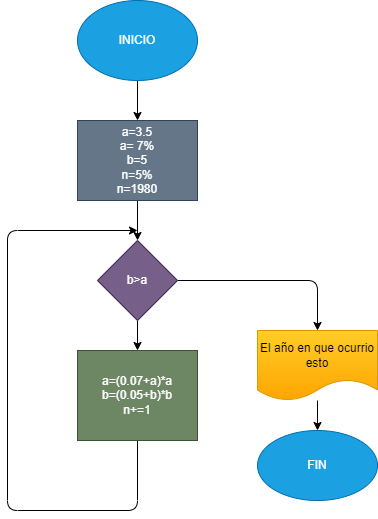 INICIO
a=3.5
a= 7%
b=5
n=5%
n=1980
b>a
a=(0.07+a)*a
b=(0.05+b)*b
n+=1
El año en que ocurrio
esto
FIN